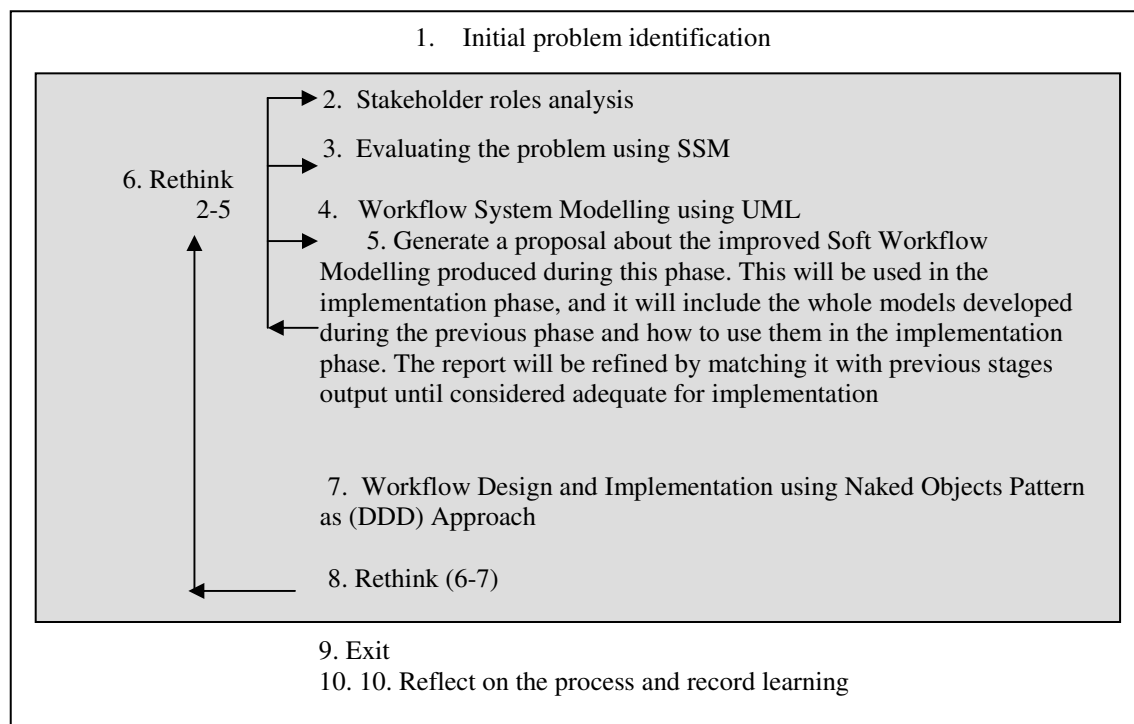 1. Initial problem identification
2. Stakeholder roles analysis
3. Evaluating the problem using SSM
6. Rethink
2-5
4. Workflow System Modelling using UML
5. Generate a proposal about the improved Soft Workflow
Modelling produced during this phase. This will be used in the
implementation phase, and it will include the whole models developed
during the previous phase and how to use them in the implementation
phase. The report will be refined by matching it with previous stages
output until considered adequate for implementation
7. Workflow Design and Implementation using Naked Objects Pattern
as (DDD) Approach
8. Rethink (6-7)
9. Exit
10. 10. Reflect on the process and record learning